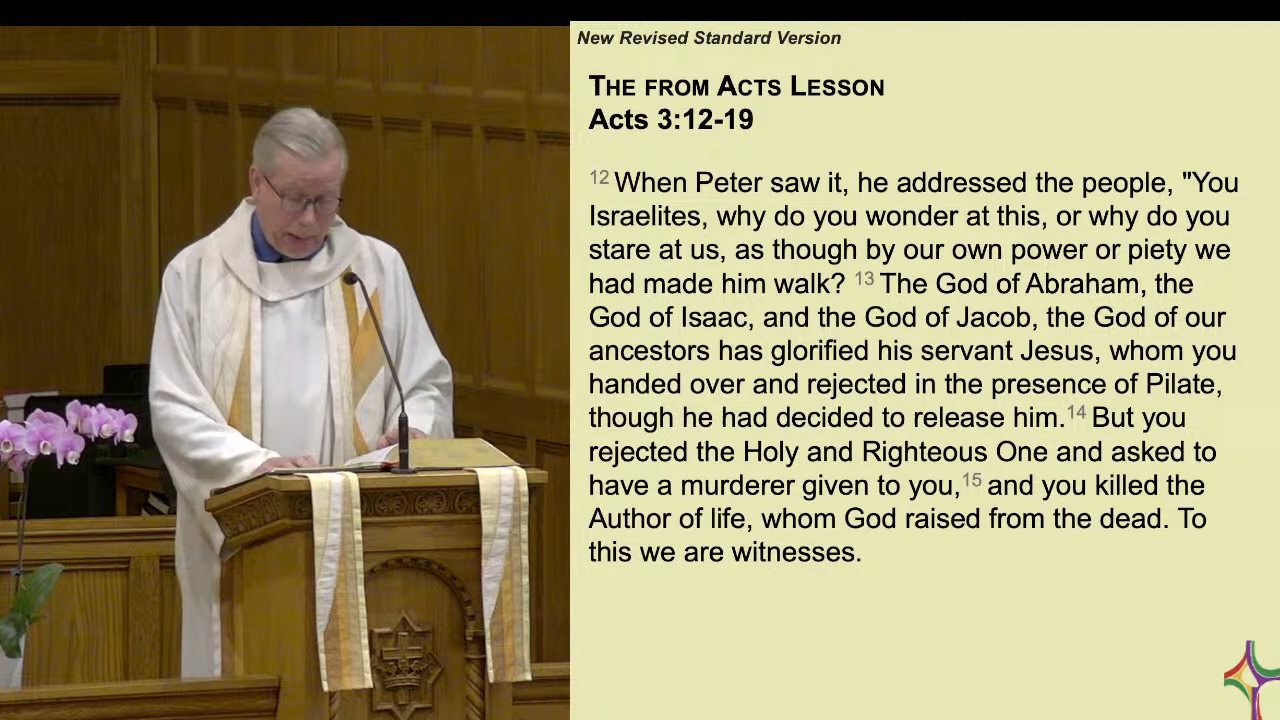 New Revised Standard Version
THE FROM ACTS LESSON
Acts 3:12-19
12 When Peter saw it, he addressed the people, "You
Israelites, why do you wonder at this, or why do you
stare at us, as though by our own power or piety we
had made him walk? 13 The God of Abraham, the
God of Isaac, and the God of Jacob, the God of our
ancestors has glorified his servant Jesus, whom you
handed over and rejected in the presence of Pilate,
though he had decided to release him.14 But you
rejected the Holy and Righteous One and asked to
have a murderer given to you,15 and you killed the
Author of life, whom God raised from the dead. To
this we are witnesses.